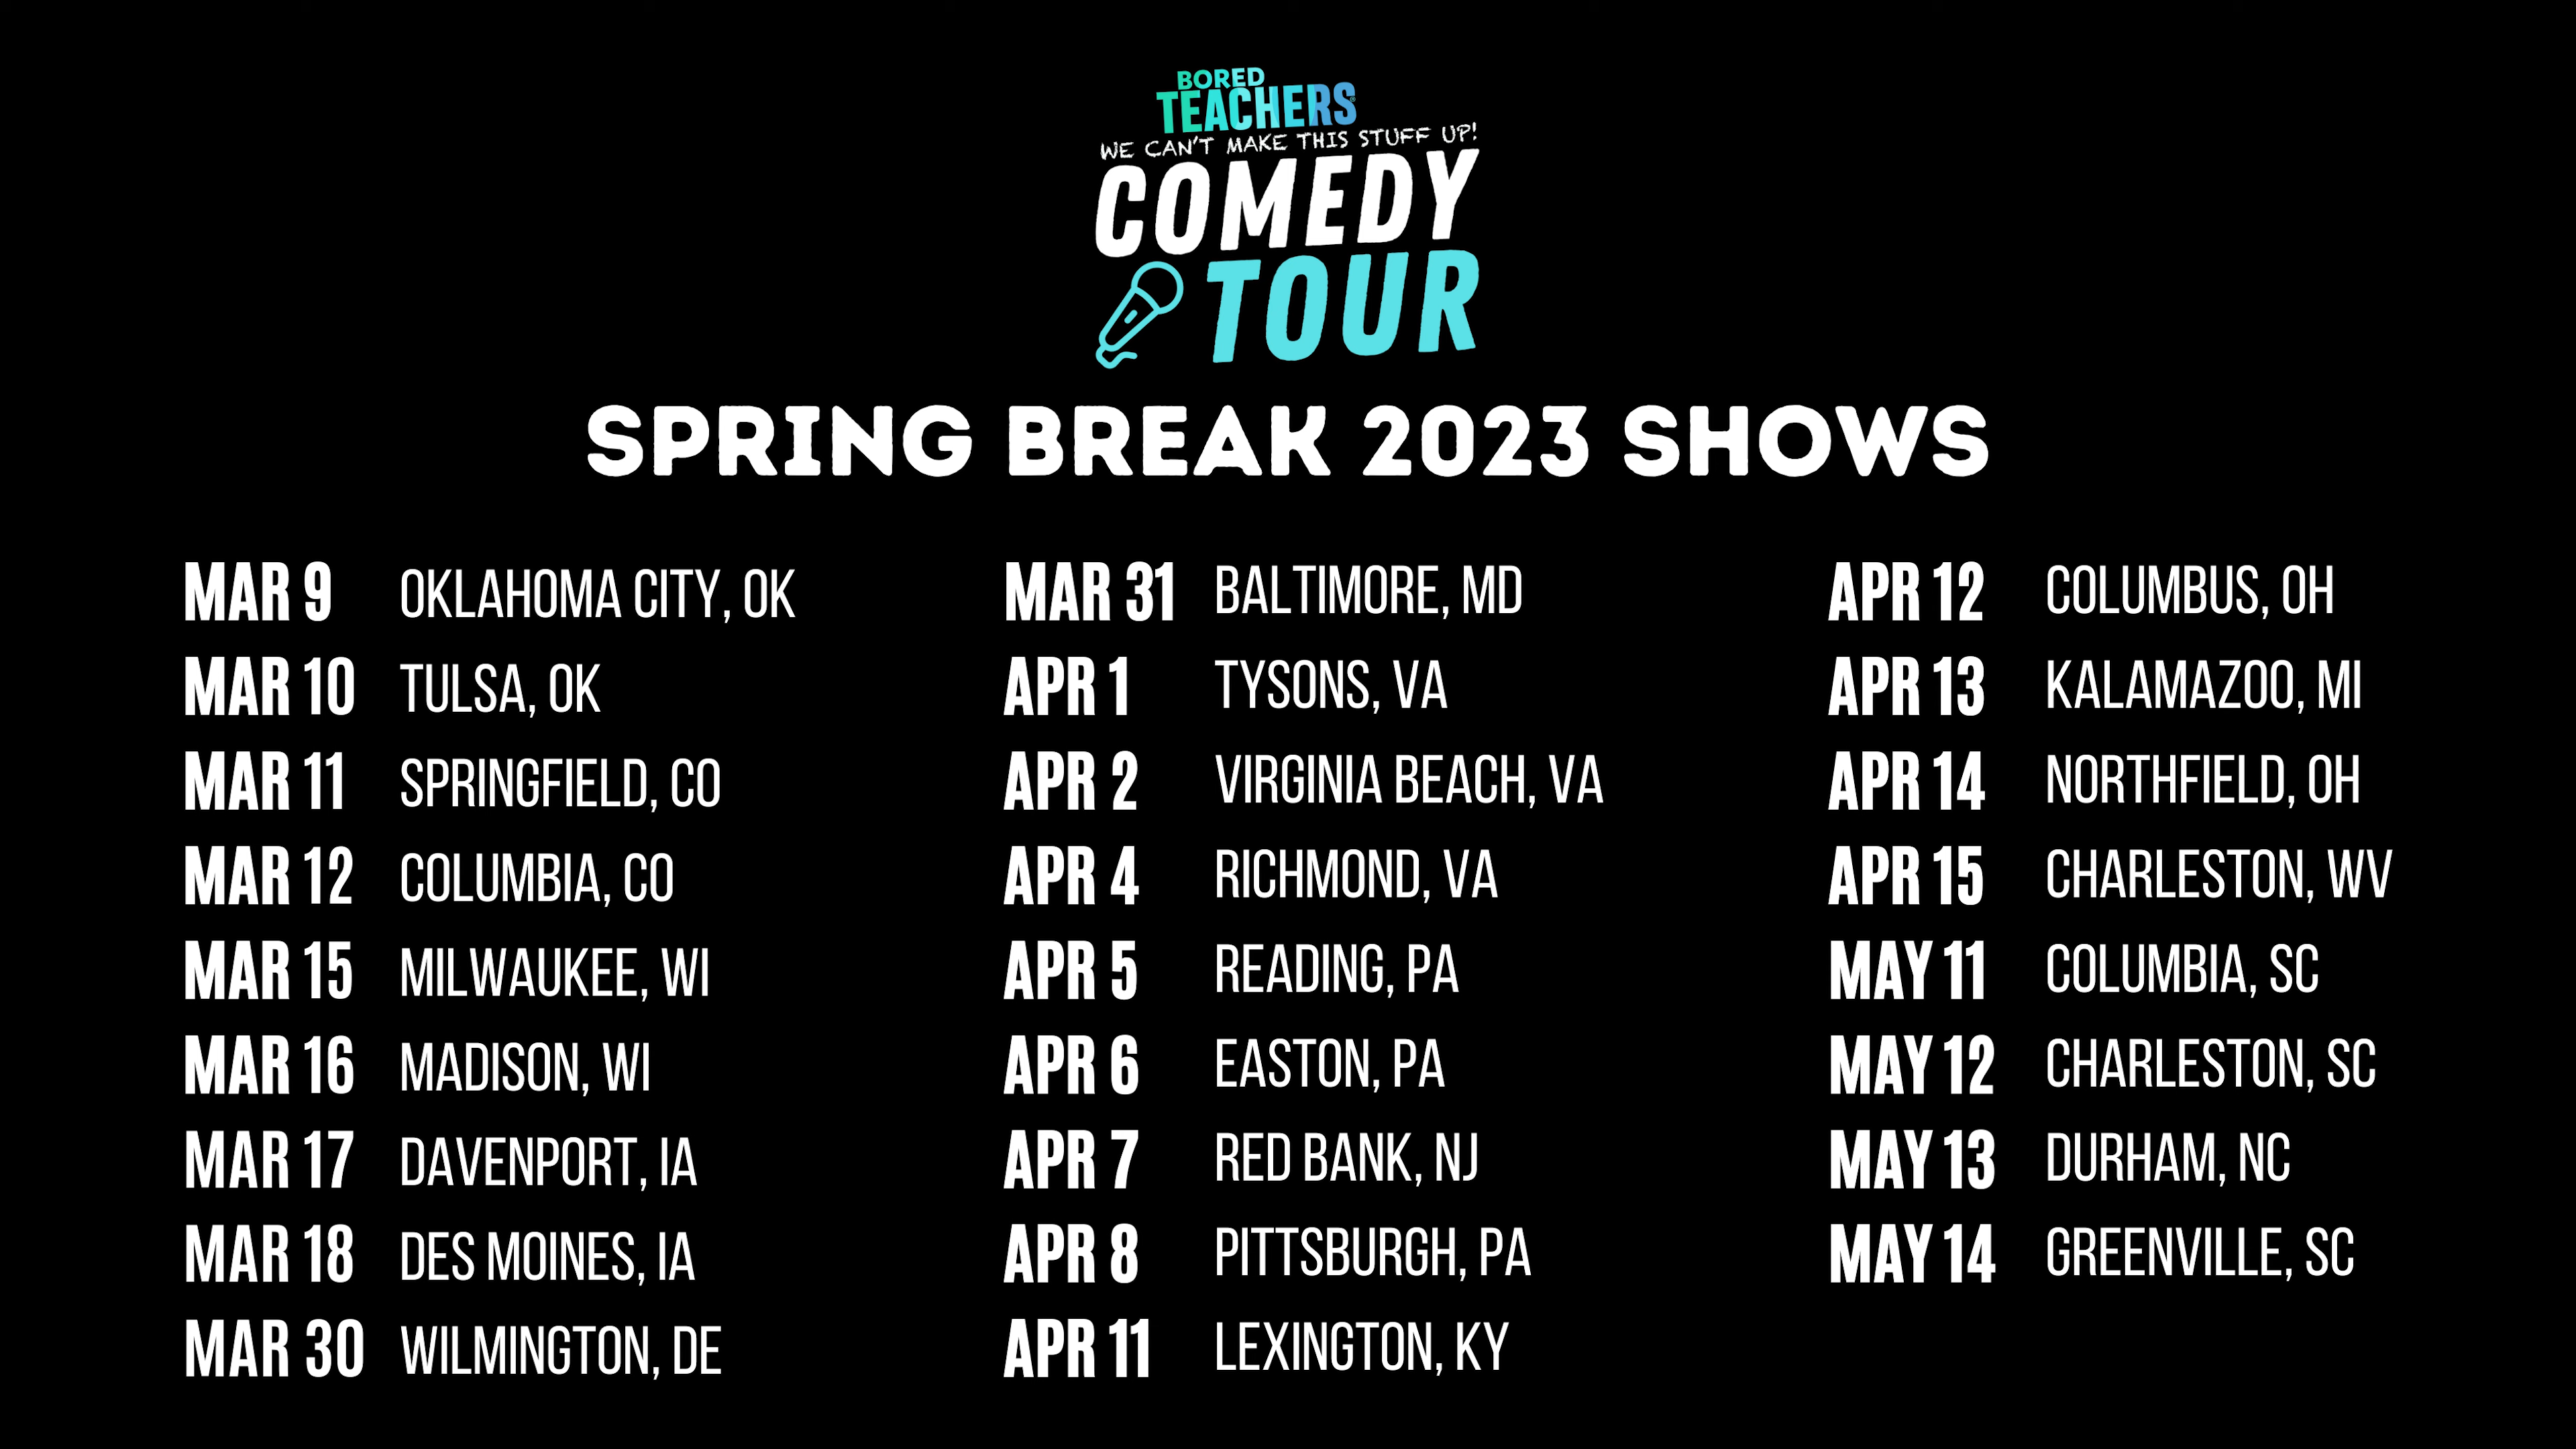 BORED
TEACHERS®
WE CAN'T MAKE THIS STUFF UP!
COMEDY
TOUR
SPRING BREAK 2023 SHOWS
MAR 9 OKLAHOMA CITY, OK
MAR 10 TULSA, OK
MAR 11 SPRINGFIELD, CO
MAR 12 COLUMBIA, CO
MAR 15 MILWAUKEE, WI
MAR 16 MADISON, WI
MAR 17 DAVENPORT, IA
MAR 18 DES MOINES, IA
MAR 30 WILMINGTON, DE
MAR 31 BALTIMORE, MD
APR 1 TYSONS, VA
APR 2 VIRGINIA BEACH, VA
APR 4 RICHMOND, VA
APR 5 READING, PA
APR 6 EASTON, PA
APR 7 RED BANK, NJ
APR 8 PITTSBURGH, PA
APR 11 LEXINGTON, KY
APR 12 COLUMBUS, OH
APR 13 KALAMAZOO, MI
APR 14 NORTHFIELD, OH
APR 15 CHARLESTON, WV
MAY 11 COLUMBIA, SC
MAY 12 CHARLESTON, SC
MAY 13 DURHAM, NC
MAY 14 GREENVILLE, SC